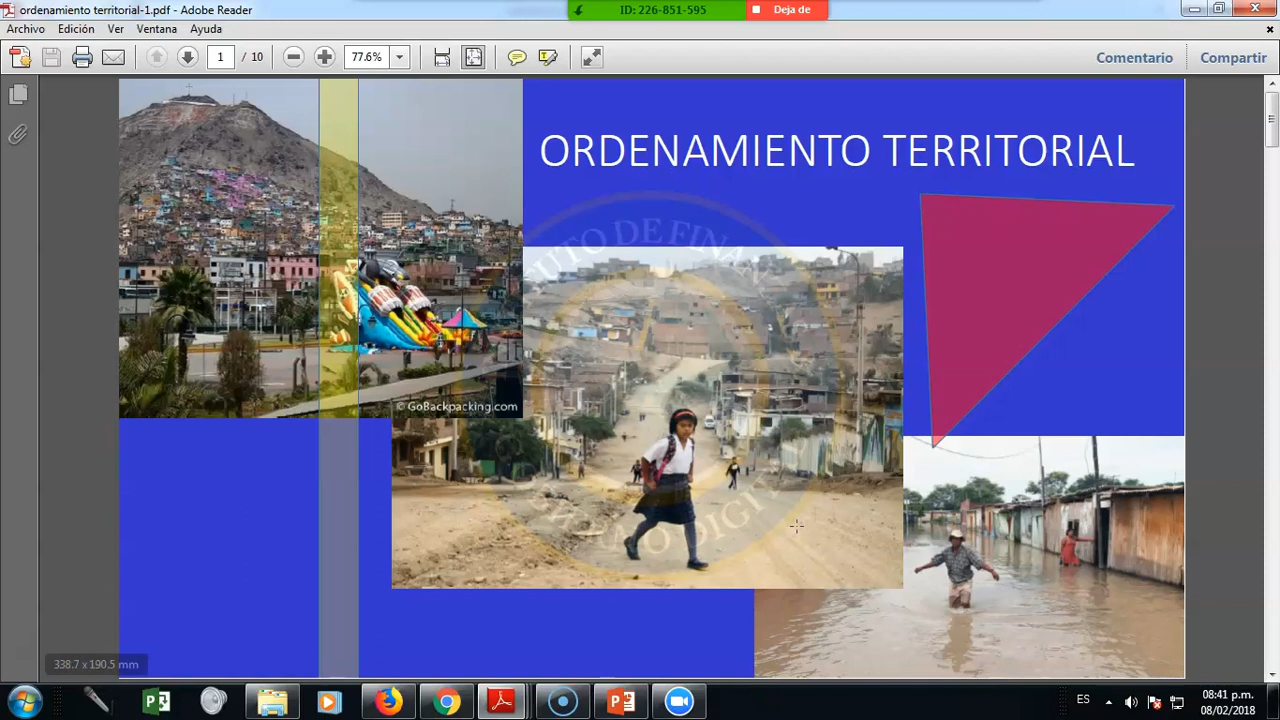 ordenamiento territorial-1.pdf - Adobe Reader
ID: 226-851-595
Deja de
Archivo Edición Ver Ventana Ayuda
1 / 10
77.6%
Comentario
Compartir
ORDENAMIENTO TERRITORIAL
DE FINAN
© GoBackpacking.com
338.7 x 190.5 mm
ES
08:41 p.m.
08/02/2018